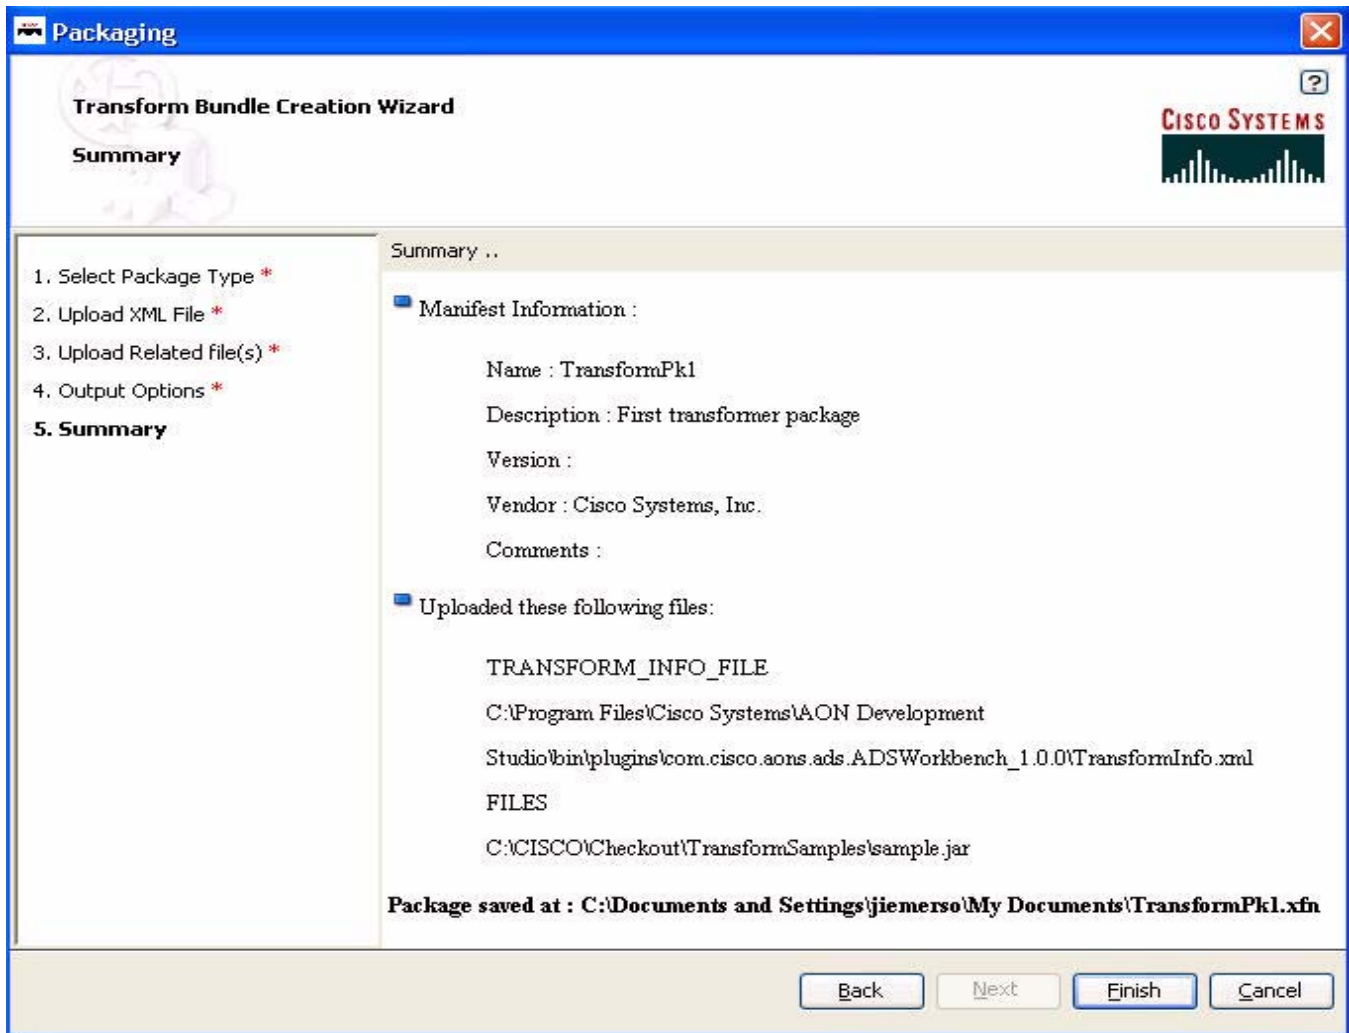 Packaging
Transform Bundle Creation Wizard
Summary
?
CISCO SYSTEMS
1. Select Package Type *
2. Upload XML File *
3. Upload Related file(s) *
4. Output Options *
5. Summary
Summary ..
Manifest Information :
Name : TransformPk1
Description : First transformer package
Version :
Vendor : Cisco Systems, Inc.
Comments :
Uploaded these following files:
TRANSFORM_INFO_FILE
C:\Program Files\Cisco Systems\AON Development
Studio\bin\plugins\com.cisco.aons.ads.ADSWorkbench_1.0.0\TransformInfo.xml
FILES
C:\CISCO\Checkout\TransformSamples\sample.jar
Package saved at : C:\Documents and Settings\jiemerso\My Documents\TransformPk1.xfn
Back
Next
Finish
Cancel